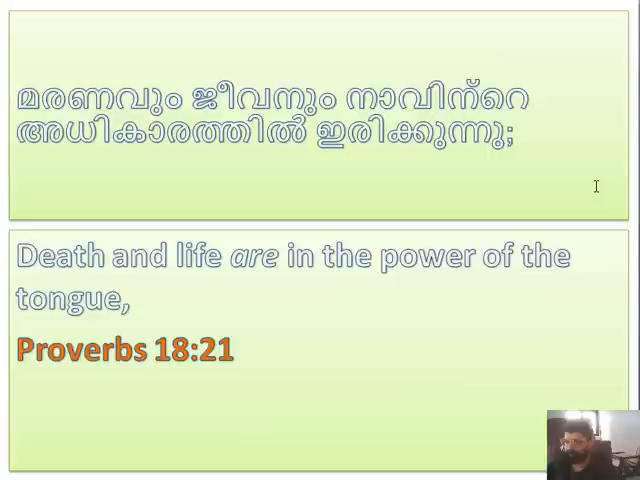 മരണവും ജീവനും നാവിന്റെ
അധികാരത്തിൽ ഇരിക്കുന്നു;
Death and life are in the power of the
tongue,
Proverbs 18:21